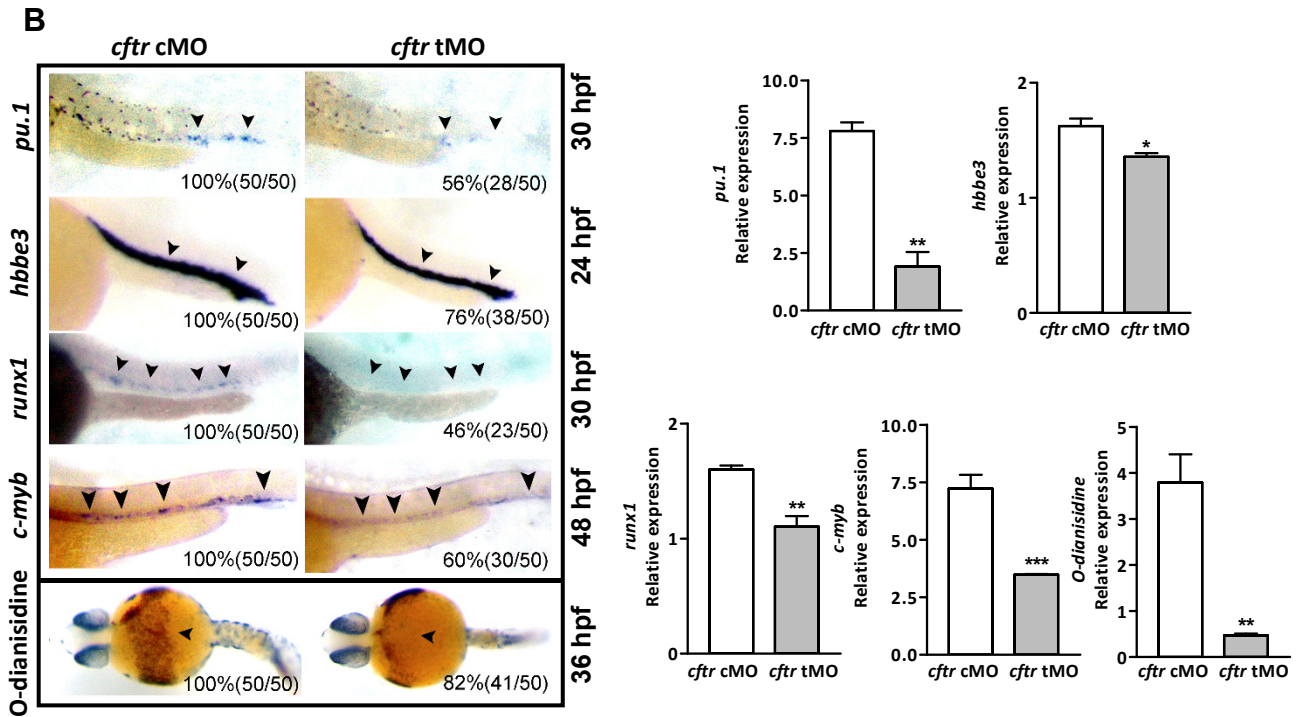 B
cftr cMO
cftr tMO
pu.1
100%(50/50)
56%(28/50)
30 hpf
hbbe3
100%(50/50)
76%(38/50)
24 hpf
runx1
100%(50/50)
46%(23/50)
30 hpf
c-myb
100%(50/50)
60%(30/50)
48 hpf
O-dianisidine
100%(50/50)
82%(41/50)
36 hpf
pu.1
Relative expression
10.0
7.5
5.0
2.5
0.0
**
cftr cMO
cftr tMO
hbbe3
Relative expression
2
1
0
*
cftr cMO
cftr tMO
runx1
Relative expression
2
1
0
**
cftr cMO
cftr tMO
c-myb
Relative expression
10.0
7.5
5.0
2.5
0.0
***
cftr cMO
cftr tMO
O-dianisidine
Relative expression
5
4
3
2
1
0
**
cftr cMO
cftr tMO